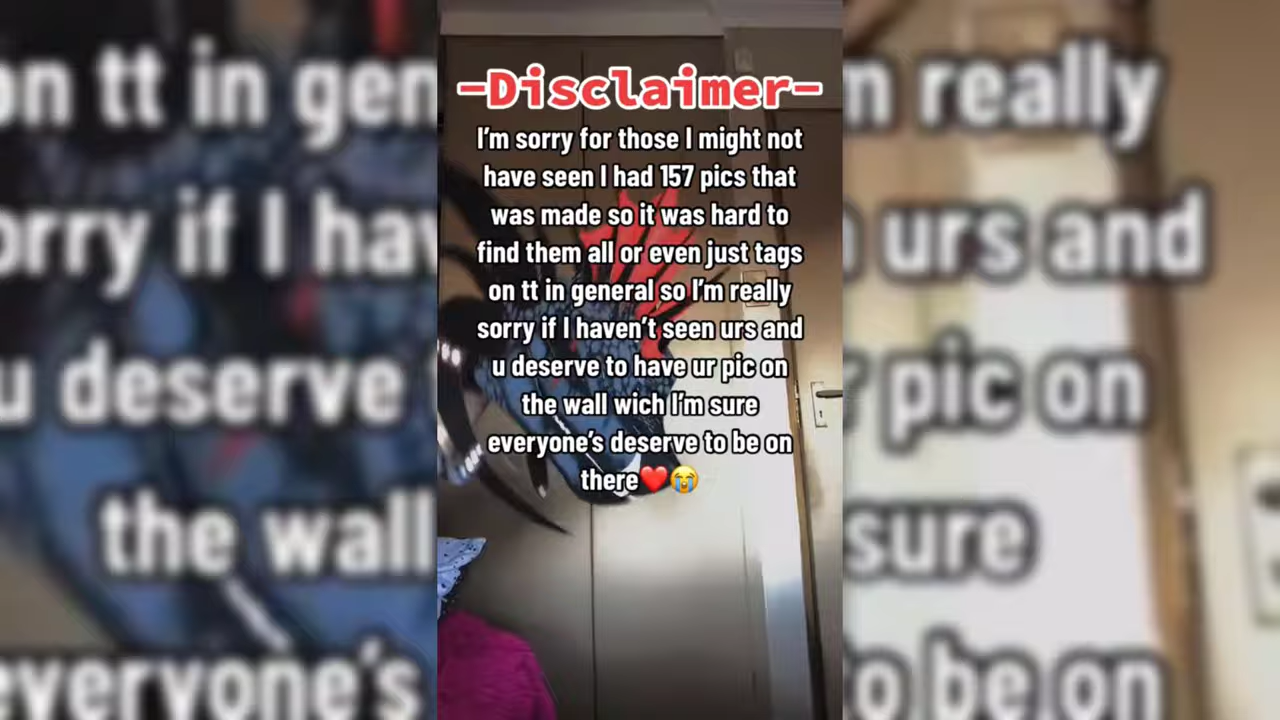 -Disclaimer-
I'm sorry for those I might not
have seen I had 157 pics that
was made so it was hard to
find them all or even just tags
on tt in general so I'm really
sorry if I haven't seen urs and
u deserve to have ur pic on
the wall wich I'm sure
everyone's deserve to be on
there❤️😭